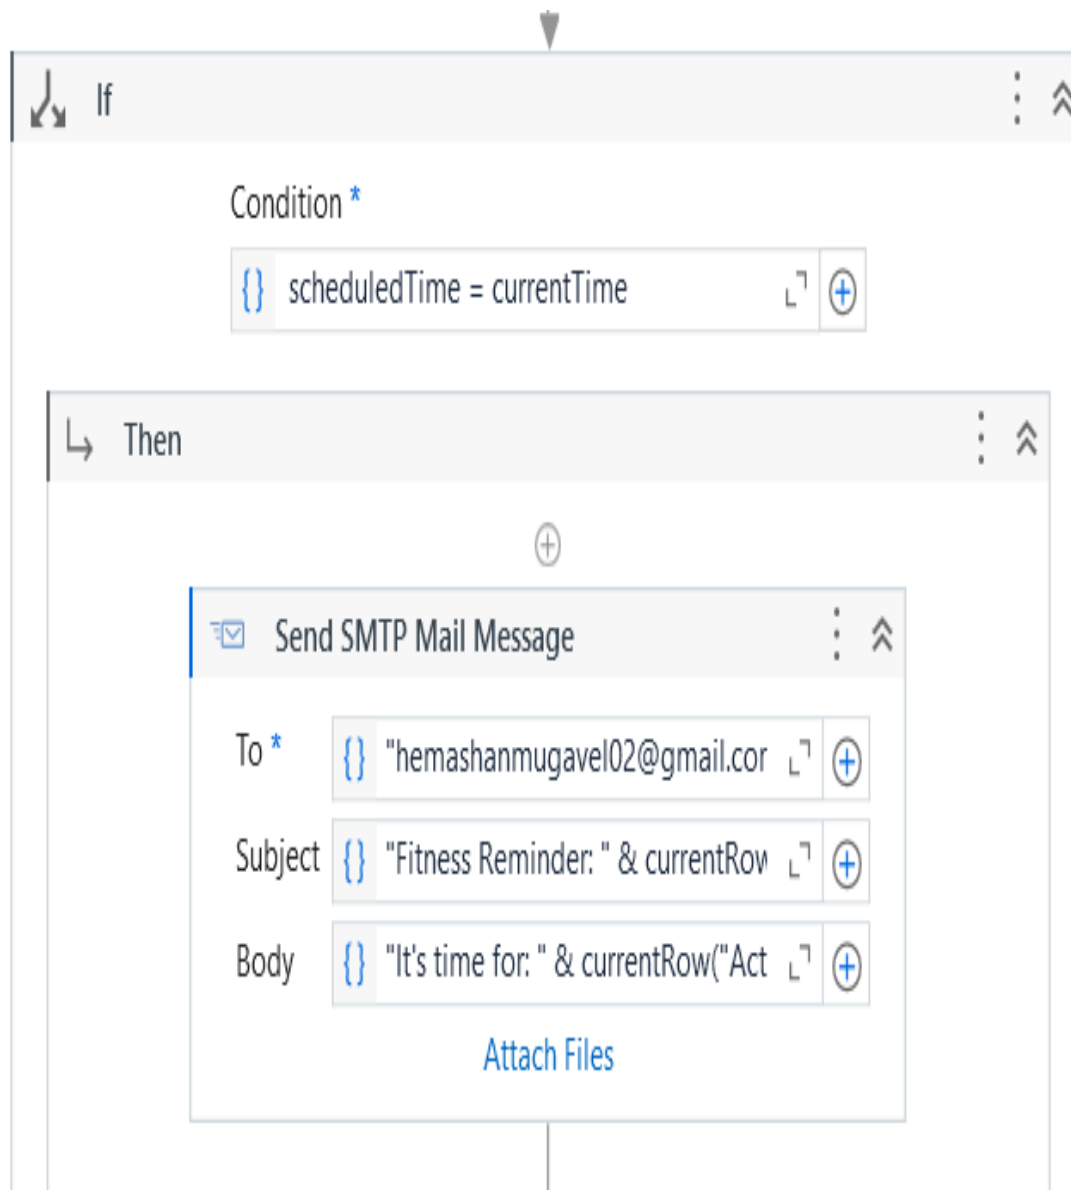 If
Condition *
{} scheduledTime = currentTime
Then
Send SMTP Mail Message
To * {} "hemashanmugavel02@gmail.com
Subject {} "Fitness Reminder: " & currentRow
Body {} "It's time for: " & currentRow("Act
Attach Files